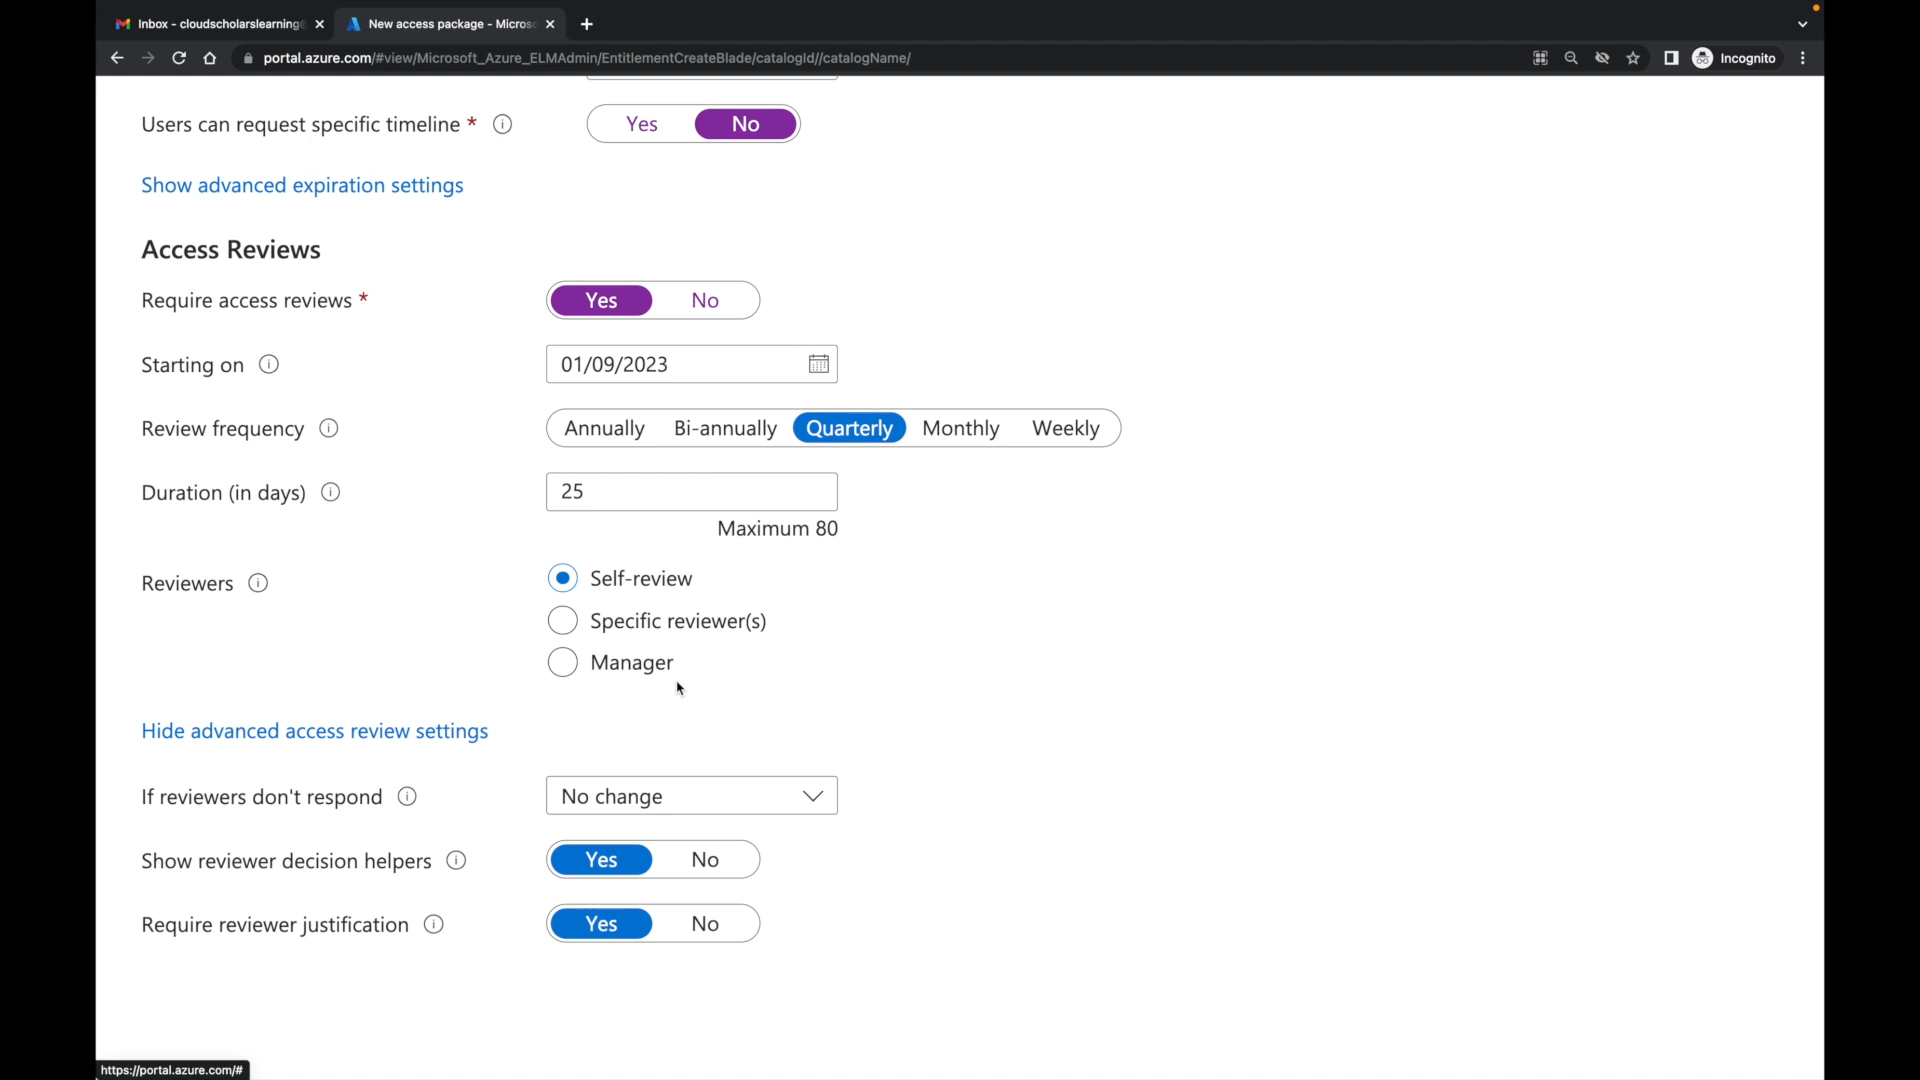 Inbox - cloudscholarslearning
New access package - Micros
portal.azure.com/#view/Microsoft_Azure_ELMAdmin/EntitlementCreateBlade/catalogId//catalogName/
Incognito
Users can request specific timeline *
Yes No
Show advanced expiration settings
Access Reviews
Require access reviews *
Yes No
Starting on
01/09/2023
Review frequency
Annually Bi-annually Quarterly Monthly Weekly
Duration (in days)
25
Maximum 80
Reviewers
Self-review
Specific reviewer(s)
Manager
Hide advanced access review settings
If reviewers don't respond
No change
Show reviewer decision helpers
Yes No
Require reviewer justification
Yes No
https://portal.azure.com/#